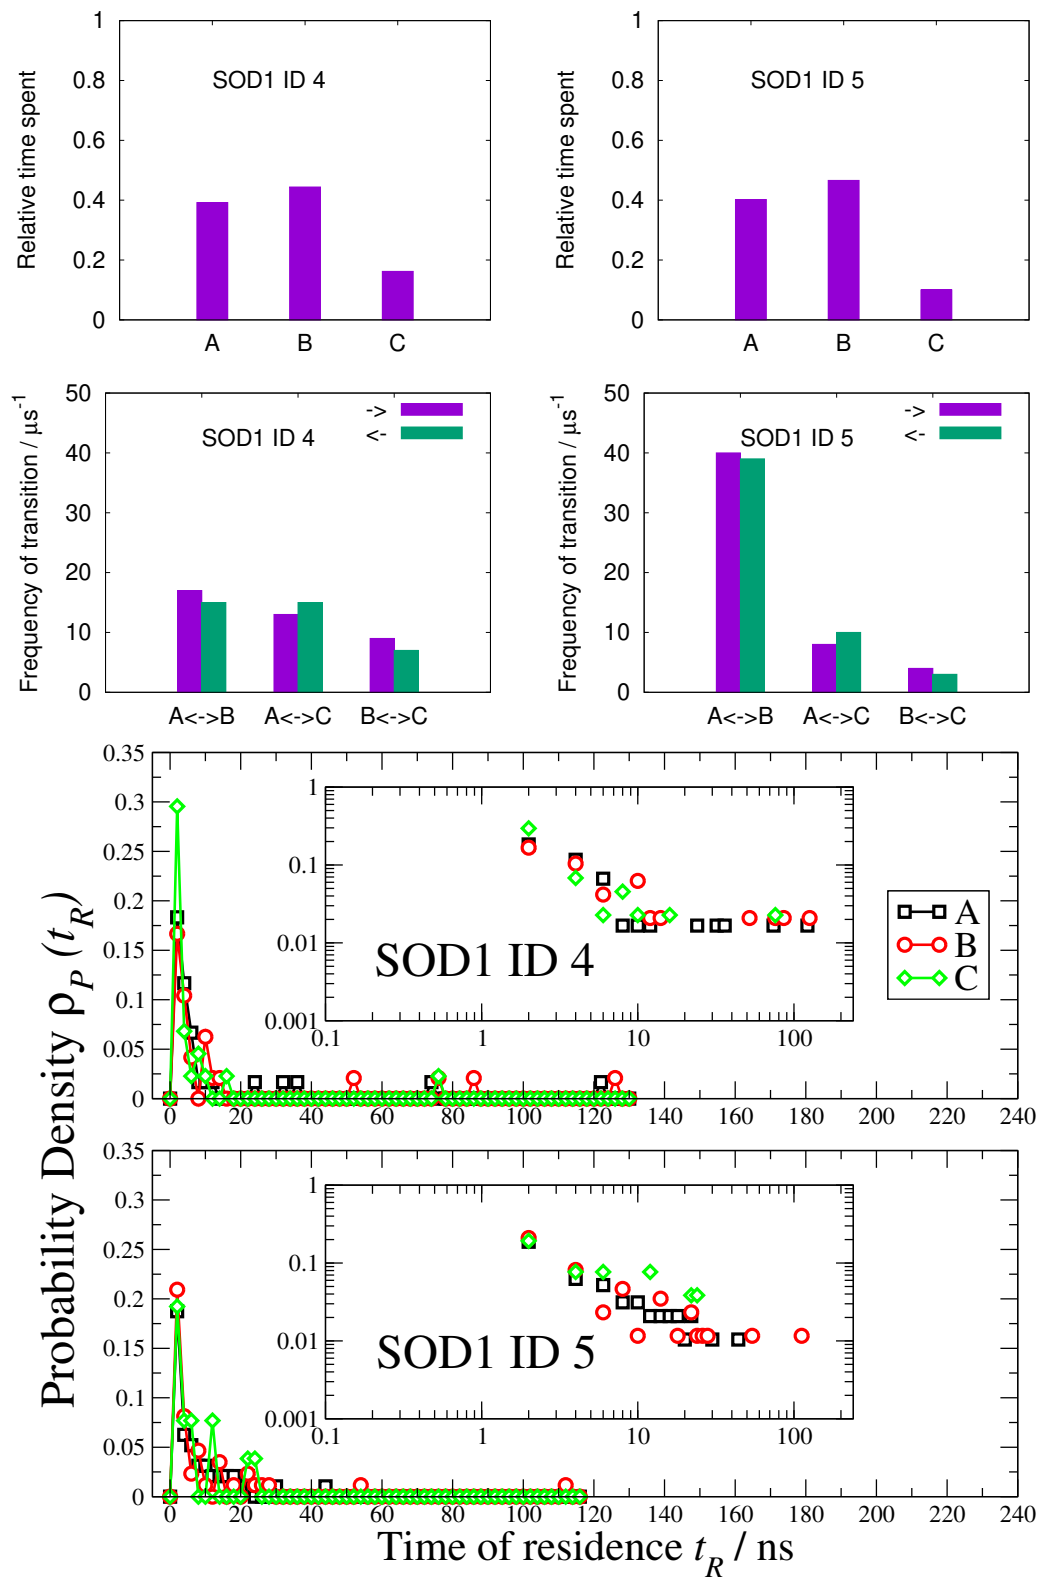 1
0.8
0.6
0.4
0.2
0
Relative time spent
SOD1 ID 4
A B C
1
0.8
0.6
0.4
0.2
0
Relative time spent
SOD1 ID 5
A B C
50
40
30
20
10
0
Frequency of transition / μs⁻¹
SOD1 ID 4
->
<-
A<->B A<->C B<->C
50
40
30
20
10
0
Frequency of transition / μs⁻¹
SOD1 ID 5
->
<-
A<->B A<->C B<->C
Probability Density ρ_P (t_R)
0.35
0.3
0.25
0.2
0.15
0.1
0.05
0
0 20 40 60 80 100 120 140 160 180 200 220 240
1
0.1
0.01
0.001
0.1 1 10 100
SOD1 ID 4
A
B
C
0.35
0.3
0.25
0.2
0.15
0.1
0.05
0
0 20 40 60 80 100 120 140 160 180 200 220 240
1
0.1
0.01
0.001
0.1 1 10 100
SOD1 ID 5
Time of residence t_R / ns